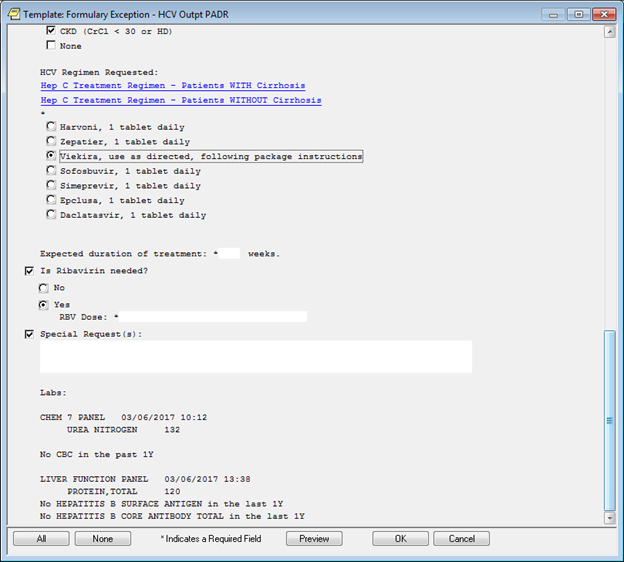 Template: Formulary Exception - HCV Outpt PADR
CKD (CrCl < 30 or HD)
None
HCV Regimen Requested:
Hep C Treatment Regimen - Patients WITH Cirrhosis
Hep C Treatment Regimen - Patients WITHOUT Cirrhosis
*
Harvoni, 1 tablet daily
Zepatier, 1 tablet daily
Viekira, use as directed, following package instructions
Sofosbuvir, 1 tablet daily
Simeprevir, 1 tablet daily
Epclusa, 1 tablet daily
Daclatasvir, 1 tablet daily
Expected duration of treatment: * weeks.
Is Ribavirin needed?
No
Yes
RBV Dose: *
Special Request(s):
Labs:
CHEM 7 PANEL 03/06/2017 10:12
UREA NITROGEN 132
No CBC in the past 1Y
LIVER FUNCTION PANEL 03/06/2017 13:38
PROTEIN,TOTAL 120
No HEPATITIS B SURFACE ANTIGEN in the last 1Y
No HEPATITIS B CORE ANTIBODY TOTAL in the last 1Y
All None * Indicates a Required Field Preview OK Cancel